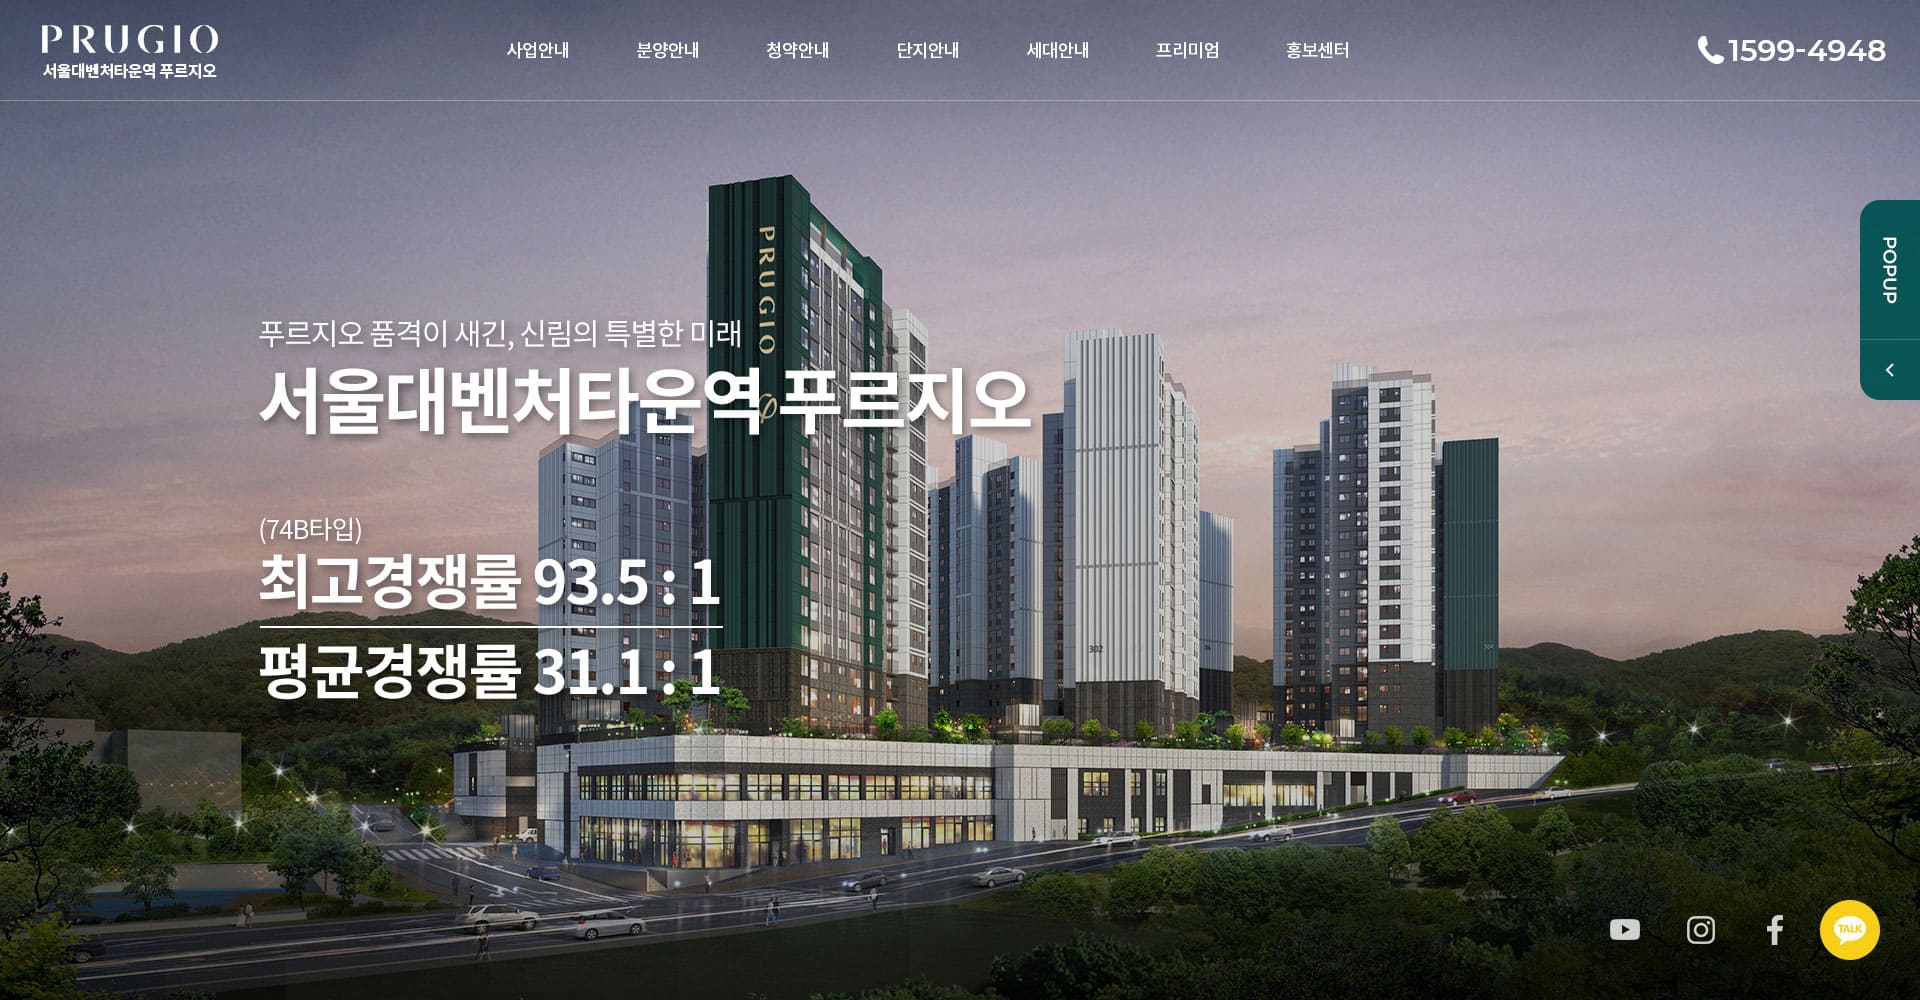 PRUGIO
서울대벤처타운역 푸르지오
사업안내 분양안내 청약안내 단지안내 세대안내 프리미엄 홍보센터
1599-4948
POPUP
PRUGIO
푸르지오 품격이 새긴, 신림의 특별한 미래
서울대벤처타운역 푸르지오
(74B타입)
최고경쟁률 93.5 : 1
평균경쟁률 31.1 : 1
302
304
TALK